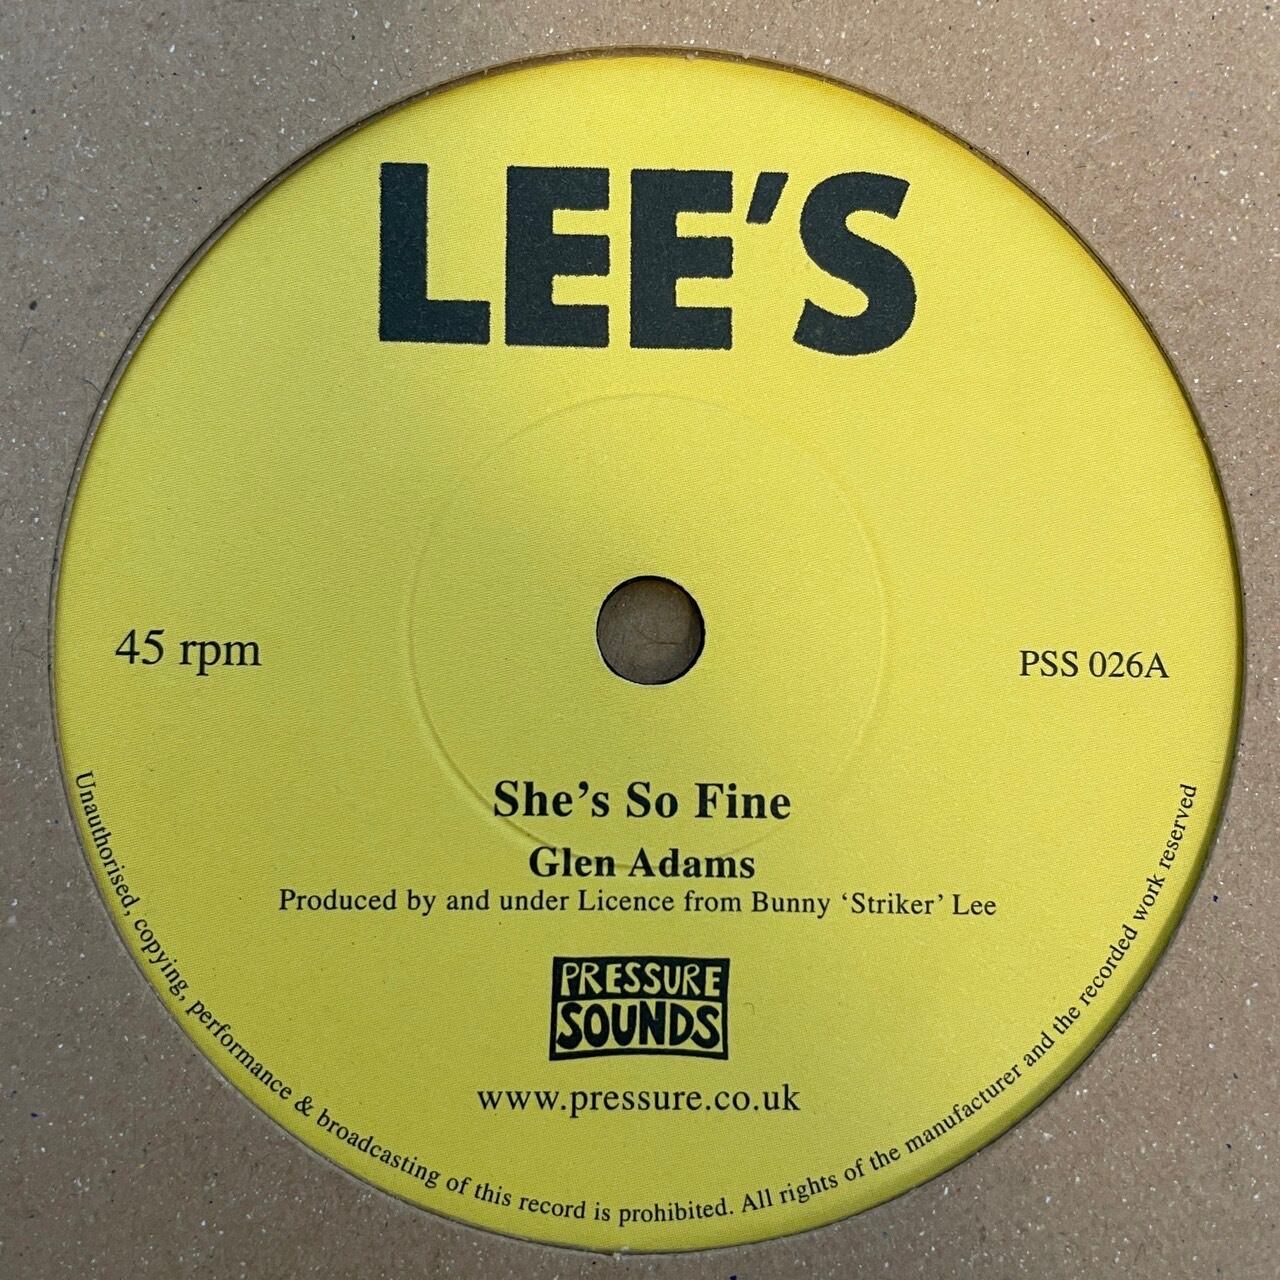 LEE'S
45 rpm
PSS 026A
She's So Fine
Glen Adams
Produced by and under Licence from Bunny 'Striker' Lee
PRESSURE
SOUNDS
www.pressure.co.uk
Unauthorised, copying, performance & broadcasting of this record is prohibited. All rights of the manufacturer and the recorded work reserved